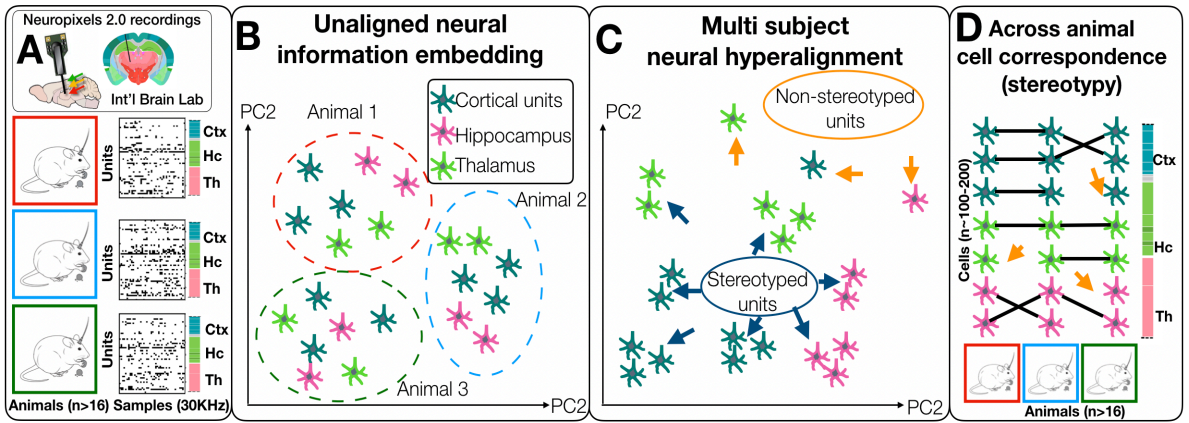 A
Neuropixels 2.0 recordings
Int'l Brain Lab
Units
Ctx
Hc
Th
Units
Ctx
Hc
Th
Units
Ctx
Hc
Th
Animals (n>16) Samples (30KHz)
B
Unaligned neural
information embedding
PC2
Cortical units
Hippocampus
Thalamus
Animal 1
Animal 2
Animal 3
PC2
C
Multi subject
neural hyperalignment
PC2
Non-stereotyped
units
Stereotyped
units
PC2
D
Across animal
cell correspondence
(stereotypy)
Cells (n~100-200)
Ctx
Hc
Th
Animals (n>16)